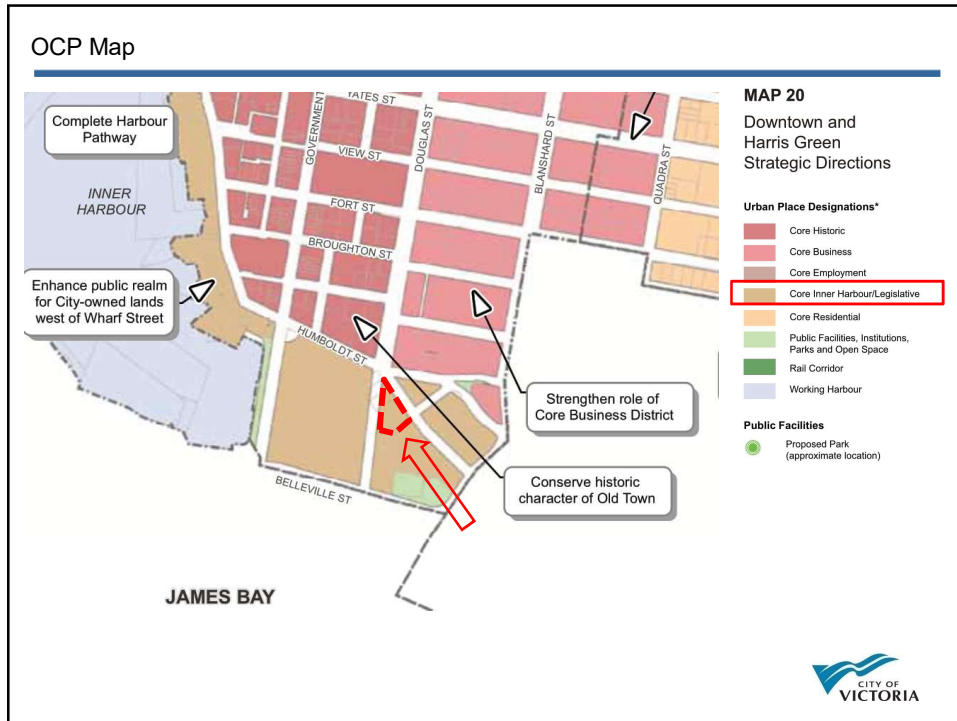 OCP Map
Complete Harbour
Pathway
INNER
HARBOUR
Enhance public realm
for City-owned lands
west of Wharf Street
YATES ST
VIEW ST
FORT ST
BROUGHTON ST
HUMBOLDT ST
BELLEVILLE ST
GOVERNMENT
DOUGLAS ST
BLANSHARD ST
QUADRA ST
Strengthen role of
Core Business District
Conserve historic
character of Old Town
JAMES BAY
MAP 20
Downtown and
Harris Green
Strategic Directions
Urban Place Designations*
Core Historic
Core Business
Core Employment
Core Inner Harbour/Legislative
Core Residential
Public Facilities, Institutions,
Parks and Open Space
Rail Corridor
Working Harbour
Public Facilities
Proposed Park
(approximate location)
CITY OF
VICTORIA